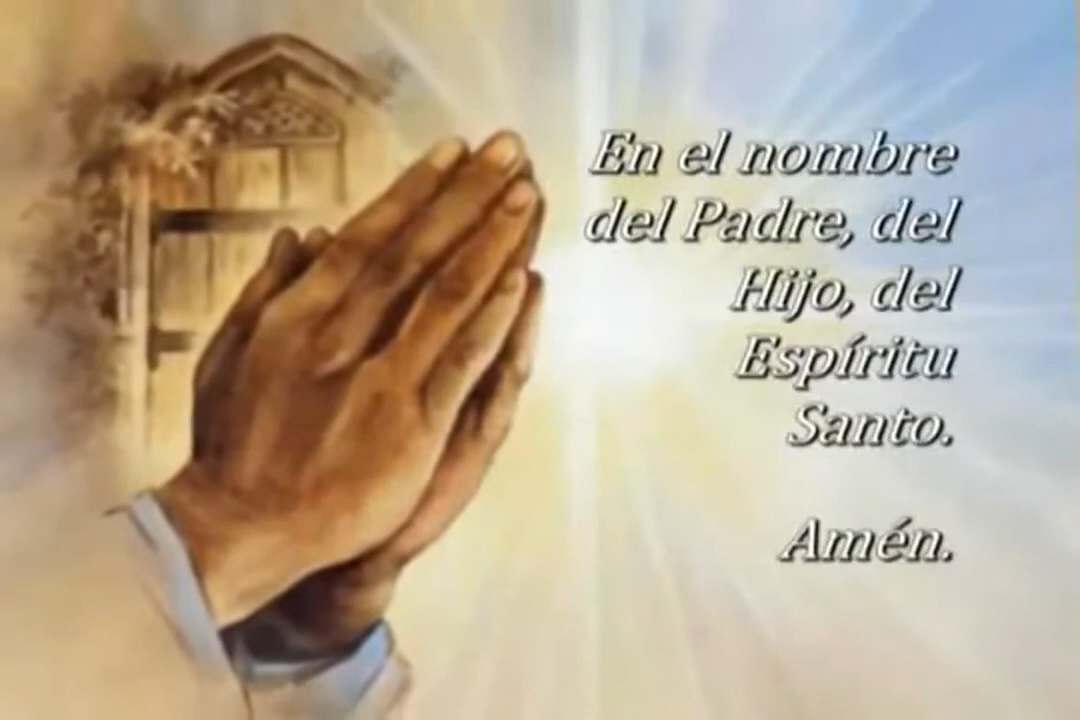 En el nombre
del Padre, del
Hijo, del
Espíritu
Santo.
Amén.